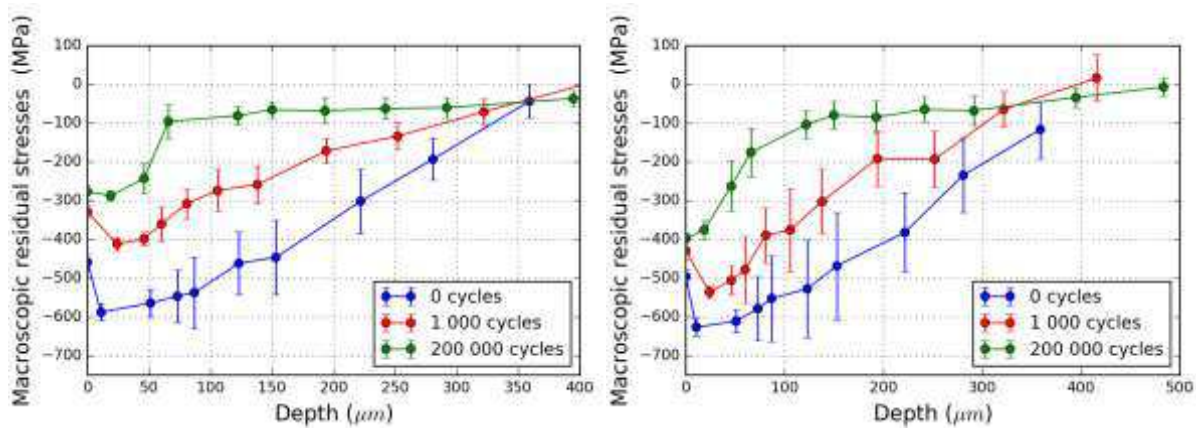 Macroscopic residual stresses (MPa)
100
0
−100
−200
−300
−400
−500
−600
−700
0 50 100 150 200 250 300 350 400
Depth (μm)
0 cycles
1 000 cycles
200 000 cycles
Macroscopic residual stresses (MPa)
100
0
−100
−200
−300
−400
−500
−600
−700
0 100 200 300 400 500
Depth (μm)
0 cycles
1 000 cycles
200 000 cycles